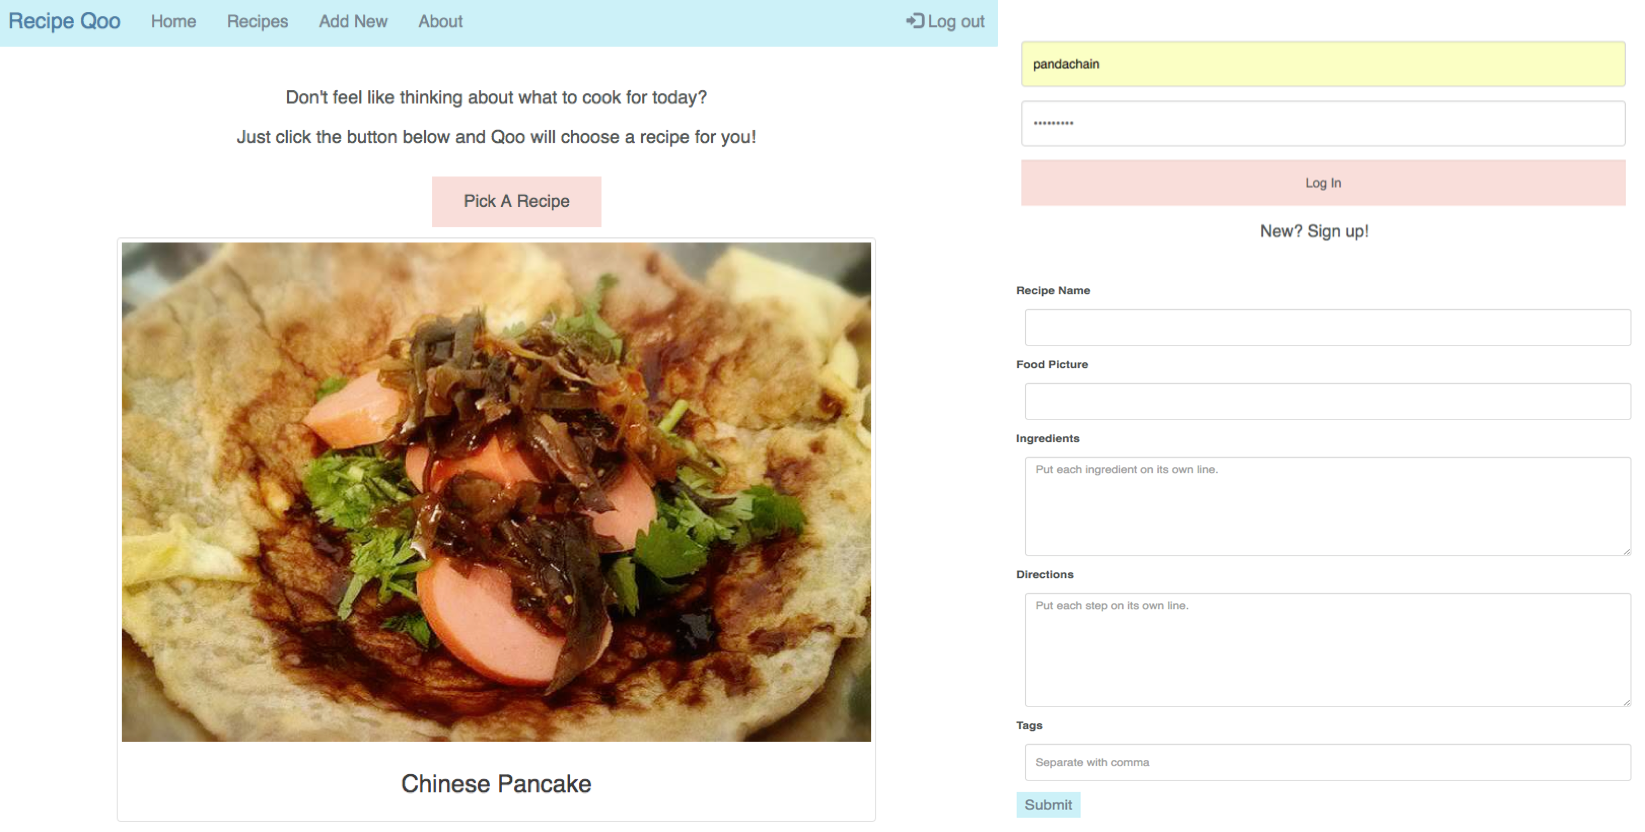 Recipe Qoo Home Recipes Add New About Log out
Don't feel like thinking about what to cook for today?
Just click the button below and Qoo will choose a recipe for you!
Pick A Recipe
Chinese Pancake
pandachain
•••••••••
Log In
New? Sign up!
Recipe Name
Food Picture
Ingredients
Put each ingredient on its own line.
Directions
Put each step on its own line.
Tags
Separate with comma
Submit